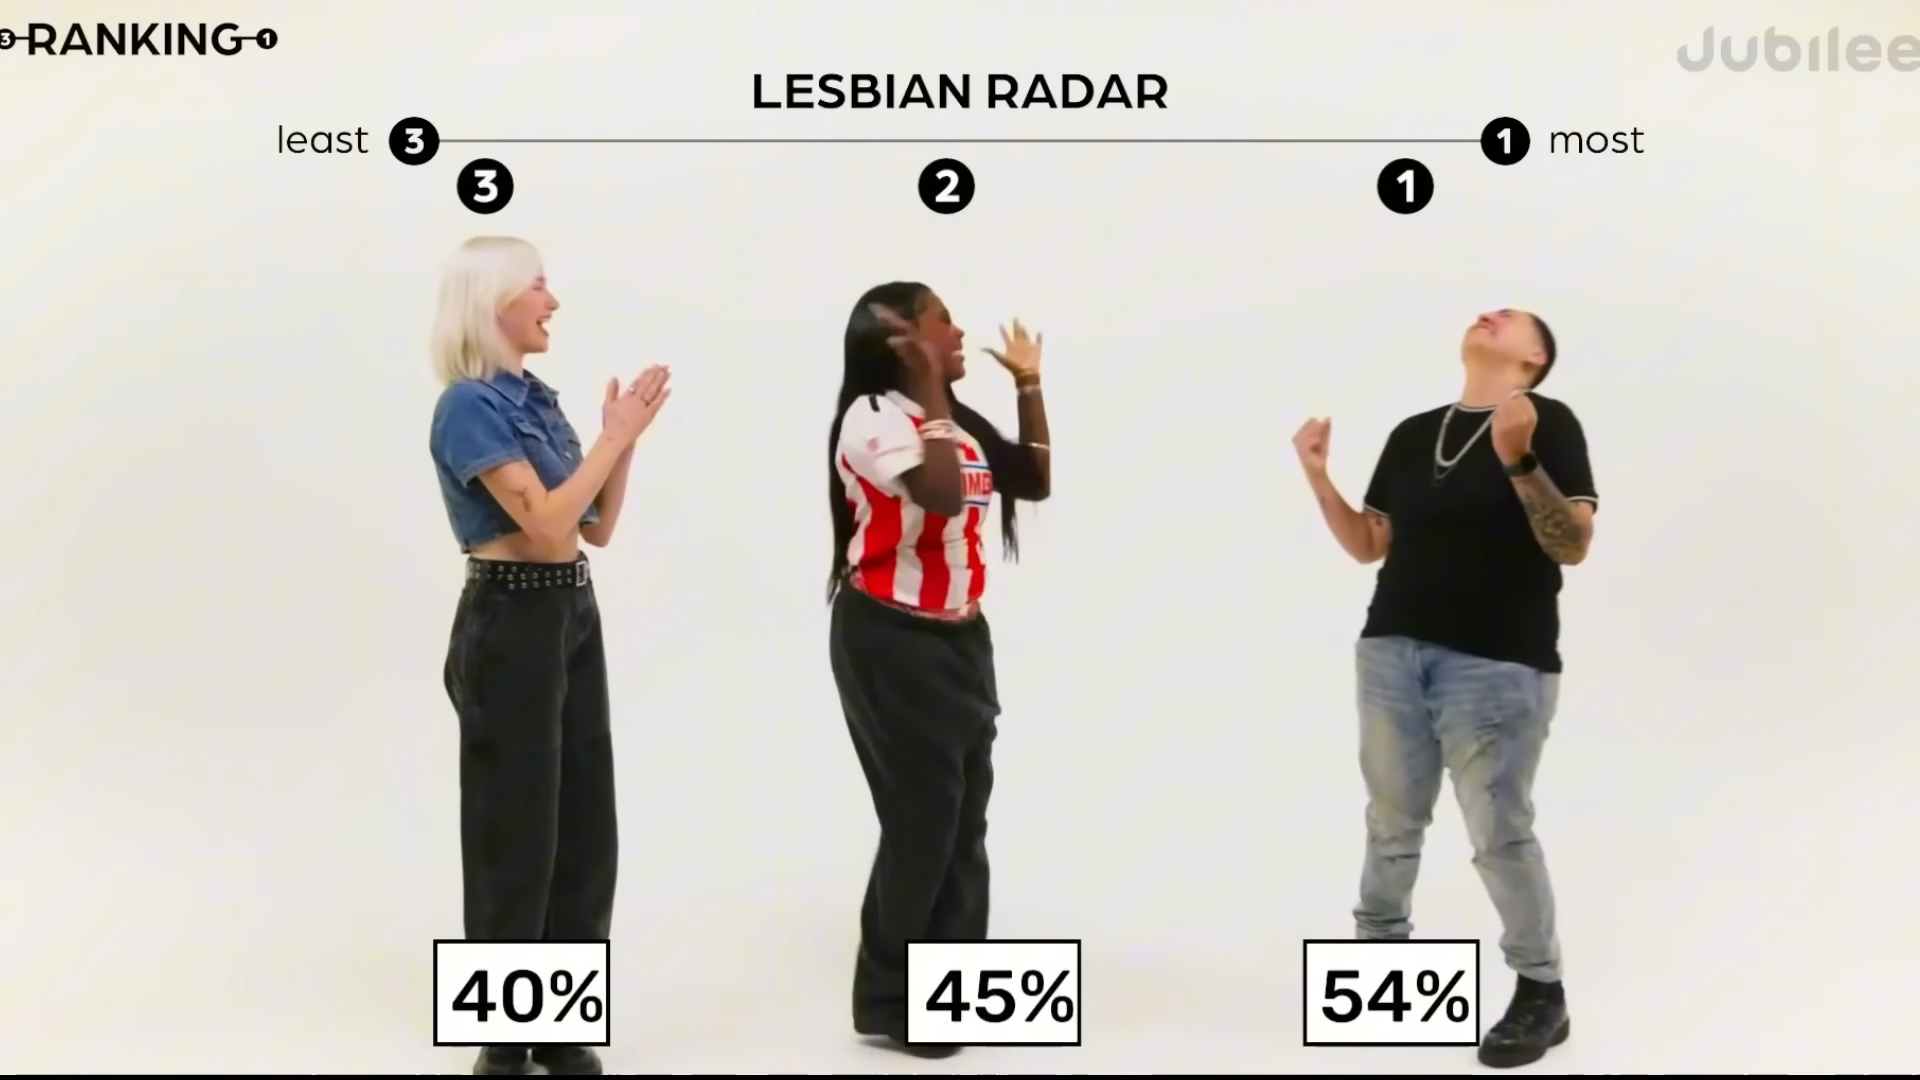 3 RANKING 1
Jubilee
LESBIAN RADAR
least 3 1 most
3 2 1
40% 45% 54%